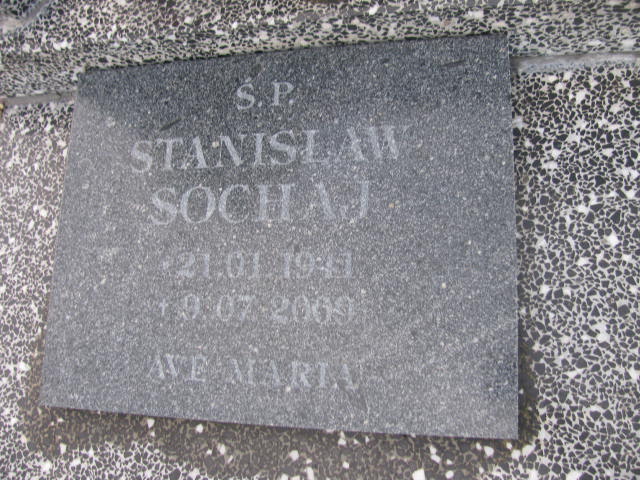 Ś.P.
STANISŁAW
SOCHAJ
*21.01.1941
+9.07.2009
AVE MARIA